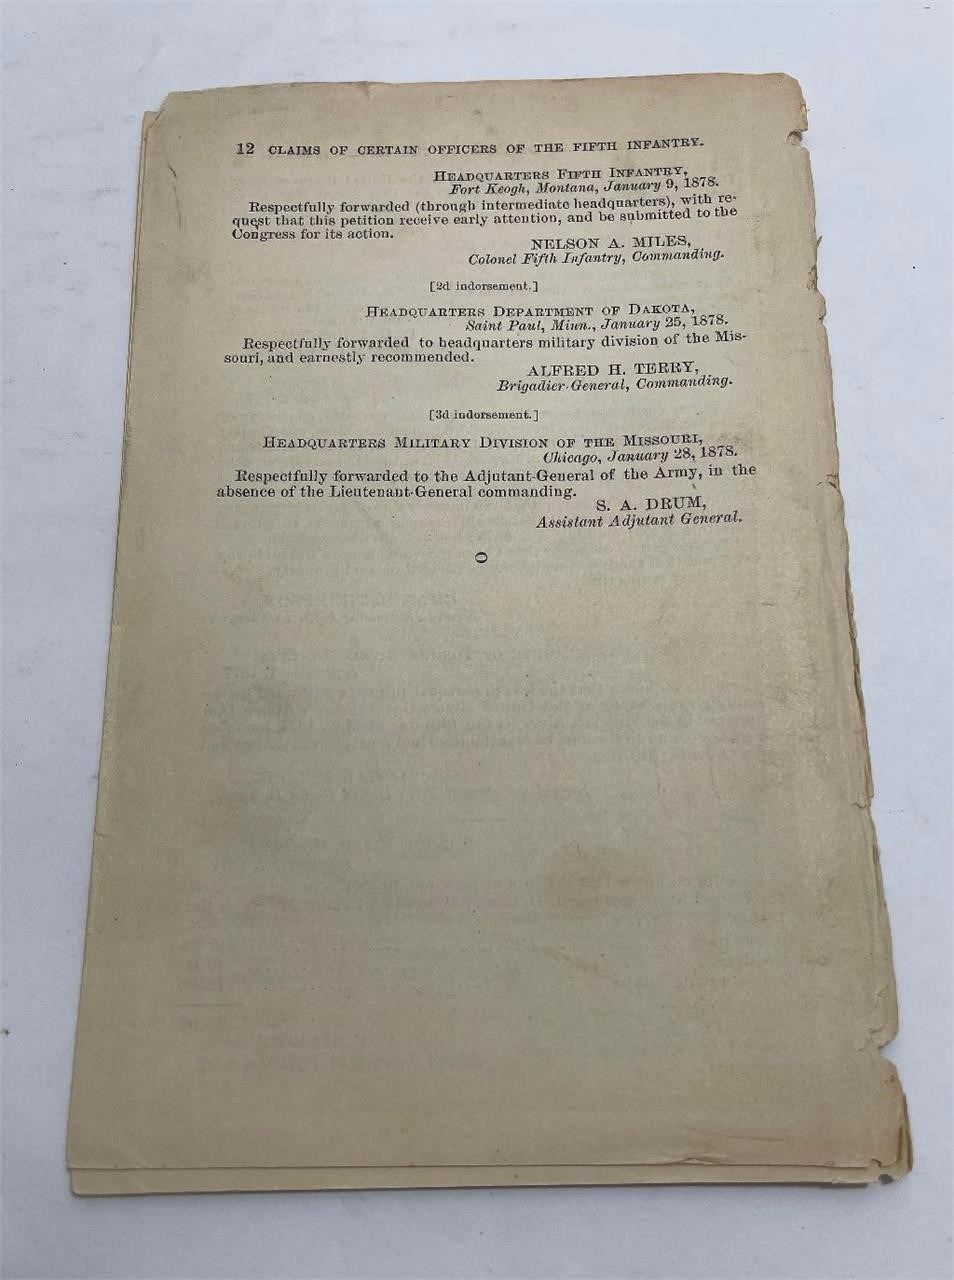 12 CLAIMS OF CERTAIN OFFICERS OF THE FIFTH INFANTRY.
HEADQUARTERS FIFTH INFANTRY,
Fort Keogh, Montana, January 9, 1878.
Respectfully forwarded (through intermediate headquarters), with re-
quest that this petition receive early attention, and be submitted to the
Congress for its action.
NELSON A. MILES,
Colonel Fifth Infantry, Commanding.
[2d indorsement.]
HEADQUARTERS DEPARTMENT OF DAKOTA,
Saint Paul, Minn., January 25, 1878.
Respectfully forwarded to headquarters military division of the Mis-
souri, and earnestly recommended.
ALFRED H. TERRY,
Brigadier-General, Commanding.
[3d indorsement.]
HEADQUARTERS MILITARY DIVISION OF THE MISSOURI,
Chicago, January 28, 1878.
Respectfully forwarded to the Adjutant-General of the Army, in the
absence of the Lieutenant-General commanding.
S. A. DRUM,
Assistant Adjutant General.
O